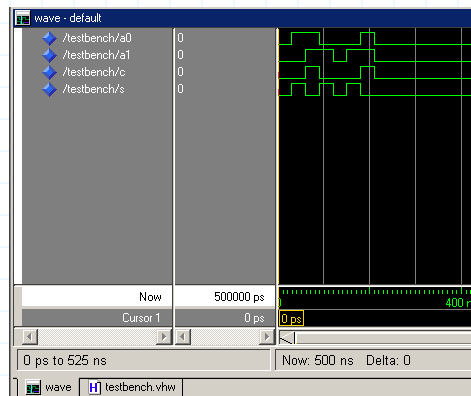 wave - default
/testbench/a0 0
/testbench/a1 0
/testbench/c 0
/testbench/s 0
Now 500000 ps 400 n
Cursor 1 0 ps 0 ps
0 ps to 525 ns Now: 500 ns Delta: 0
wave testbench.vhw